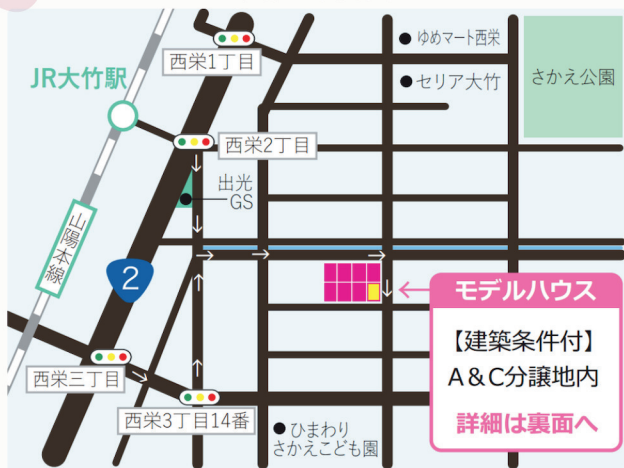 ゆめマート西栄
西栄1丁目
JR大竹駅
セリア大竹
さかえ公園
西栄2丁目
出光
GS
山陽本線
2
モデルハウス
【建築条件付】
A&C分譲地内
詳細は裏面へ
西栄三丁目
西栄3丁目14番
ひまわり
さかえこども園